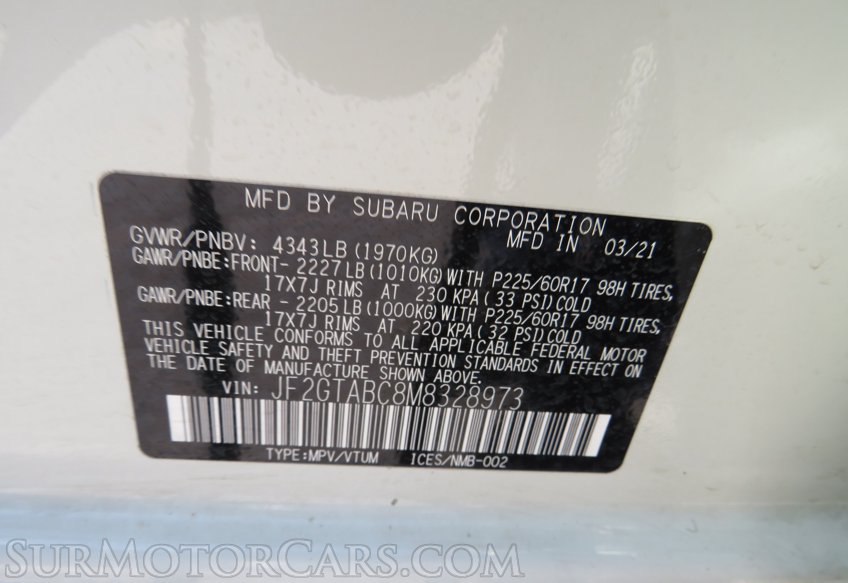 MFD BY SUBARU CORPORATION
MFD IN 03/21
GVWR/PNBV: 4343LB (1970KG)
GAWR/PNBE:FRONT- 2227LB (1010KG) WITH P225/60R17 98H TIRES,
17X7J RIMS AT 230 KPA( 33 PSI)COLD
GAWR/PNBE:REAR - 2205LB (1000KG) WITH P225/60R17 98H TIRES,
17X7J RIMS AT 220 KPA( 32 PSI)COLD
THIS VEHICLE CONFORMS TO ALL APPLICABLE FEDERAL MOTOR
VEHICLE SAFETY AND THEFT PREVENTION STANDARDS IN EFFECT ON
THE DATE OF MANUFACTURE SHOWN ABOVE.
VIN: JF2GTABC8M8328973
TYPE:MPV/VTUM ICES/NMB-002
SURMOTORCARS.COM